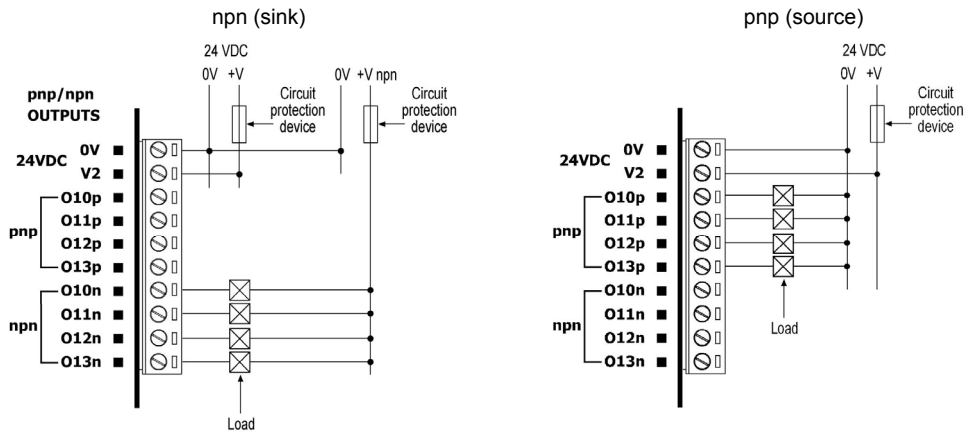 npn (sink)
24 VDC
0V +V
0V +V npn
pnp/npn
OUTPUTS
Circuit
protection
device
Circuit
protection
device
24VDC
0V
V2
pnp
O10p
O11p
O12p
O13p
npn
O10n
O11n
O12n
O13n
Load
pnp (source)
24 VDC
0V +V
Circuit
protection
device
24VDC
0V
V2
pnp
O10p
O11p
O12p
O13p
npn
O10n
O11n
O12n
O13n
Load